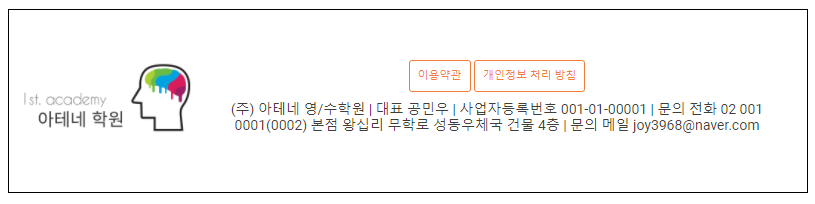 이용약관 개인정보 처리 방침
1st. academy
아테네 학원
(주) 아테네 영/수학원 | 대표 공민우 | 사업자등록번호 001-01-00001 | 문의 전화 02 001
0001(0002) 본점 왕십리 무학로 성동우체국 건물 4층 | 문의 메일 joy3968@naver.com